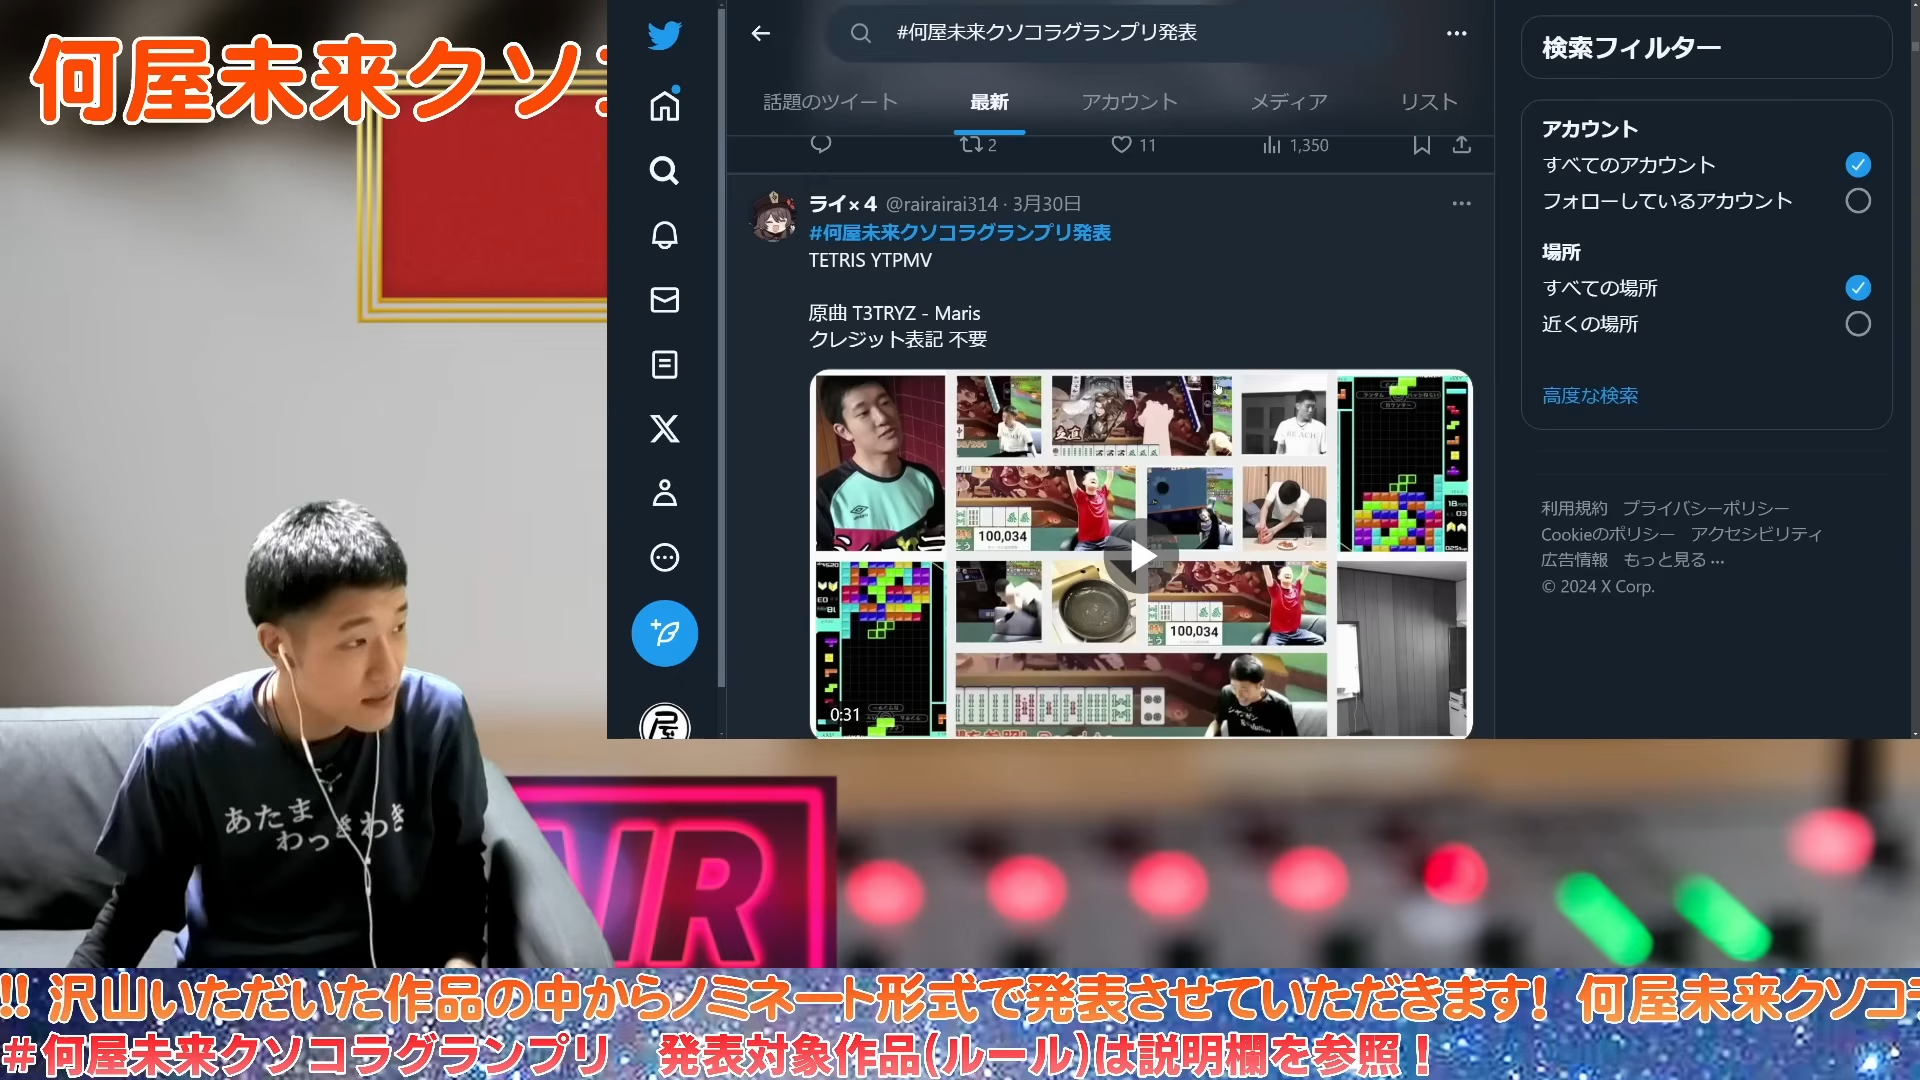 何屋未来クソコ
#何屋未来クソコラグランプリ発表
話題のツイート
最新
アカウント
メディア
リスト
2
11
1,350
ライ×4 @rairairai314 · 3月30日
#何屋未来クソコラグランプリ発表
TETRIS YTPMV
原曲 T3TRYZ - Maris
クレジット表記 不要
100,034
100,034
0:31
屋
検索フィルター
アカウント
すべてのアカウント
フォローしているアカウント
場所
すべての場所
近くの場所
高度な検索
利用規約 プライバシーポリシー
Cookieのポリシー アクセシビリティ
広告情報 もっと見る ···
© 2024 X Corp.
あたま
わっきわき
AIR
!! 沢山いただいた作品の中からノミネート形式で発表させていただきます! 何屋未来クソコラ
#何屋未来クソコラグランプリ 発表対象作品(ルール)は説明欄を参照!